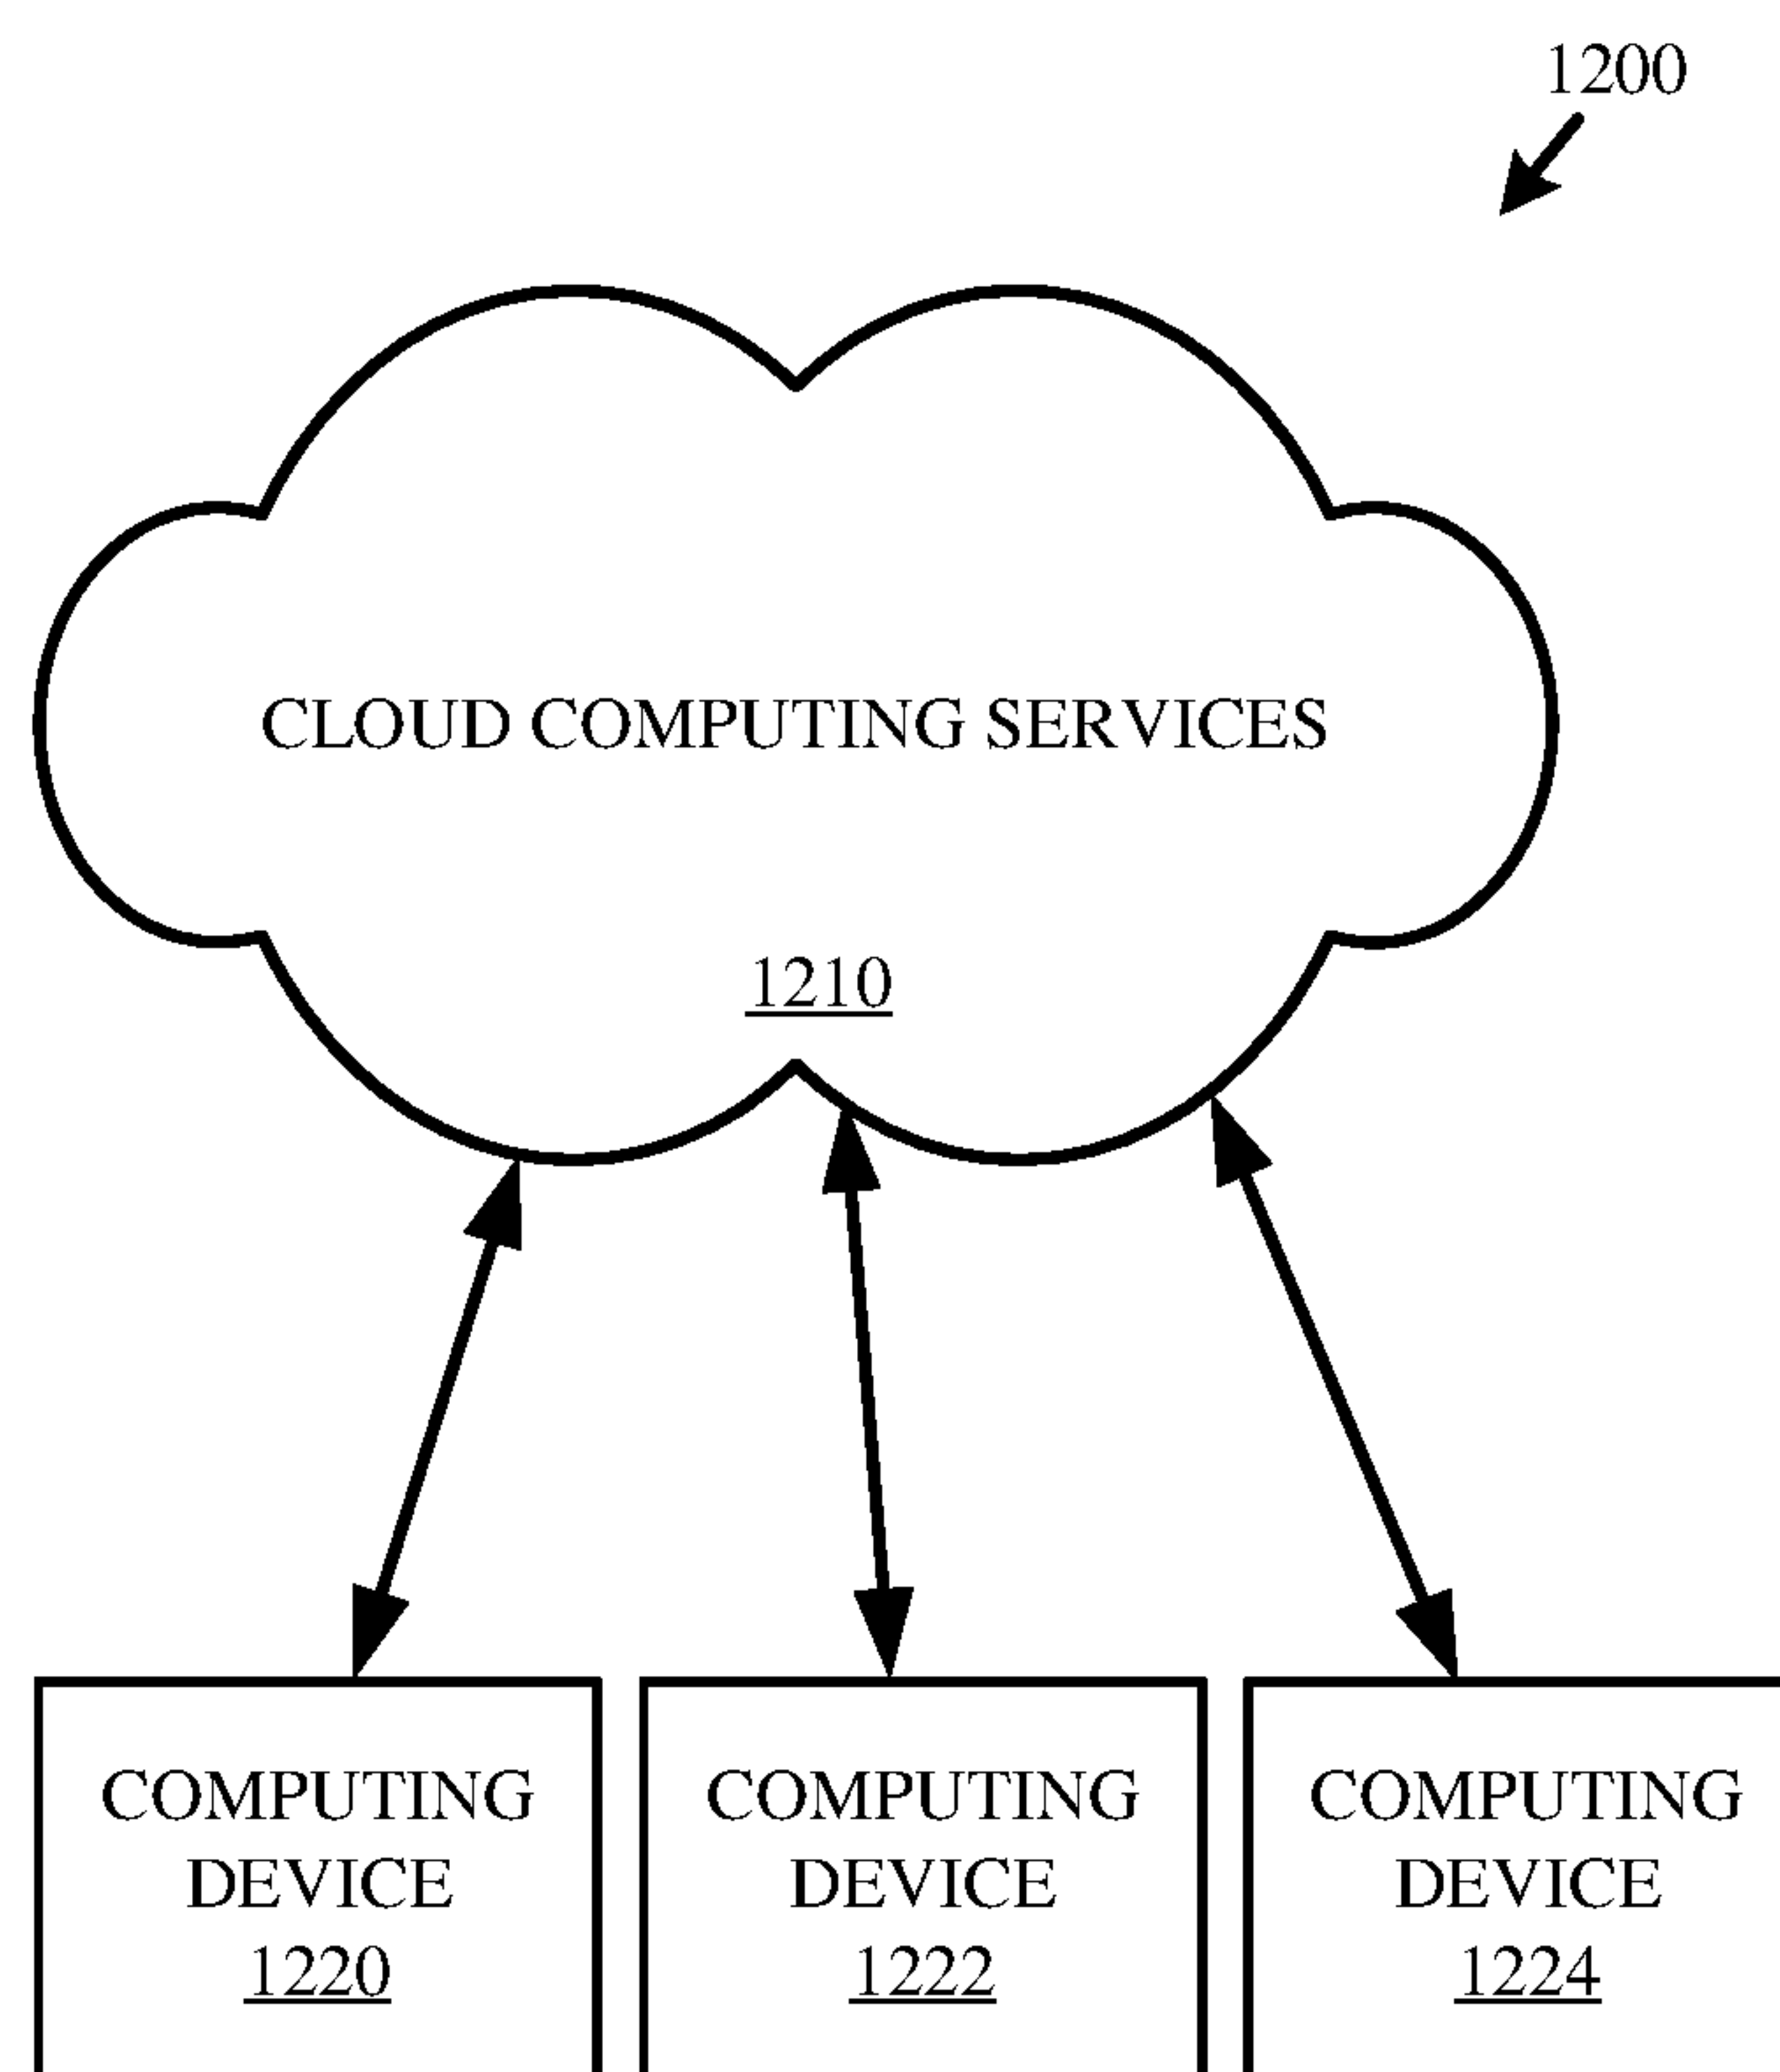 1200
CLOUD COMPUTING SERVICES
1210
COMPUTING
DEVICE
1220
COMPUTING
DEVICE
1222
COMPUTING
DEVICE
1224